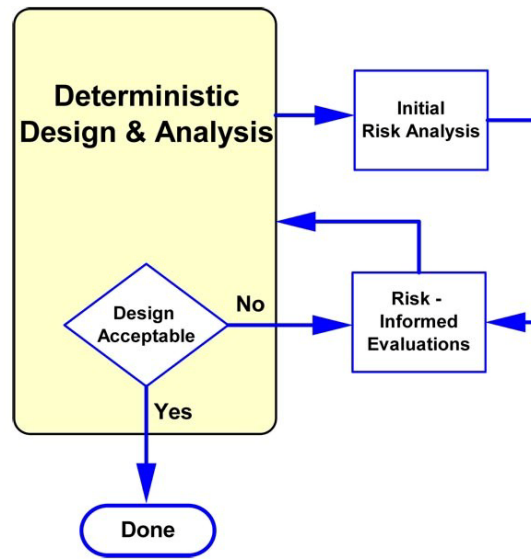 Deterministic
Design & Analysis
Initial
Risk Analysis
Design
Acceptable
No
Risk -
Informed
Evaluations
Yes
Done